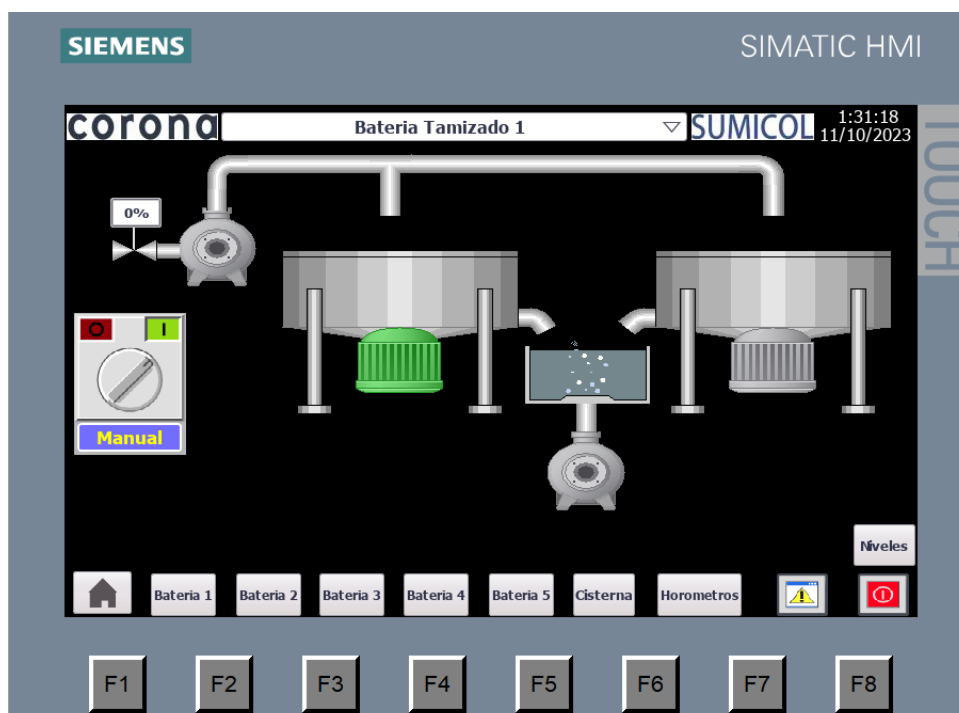 SIEMENS
SIMATIC HMI
TOUCH
corona
Bateria Tamizado 1
SUMICOL
1:31:18
11/10/2023
0%
O I
Manual
Niveles
Bateria 1 Bateria 2 Bateria 3 Bateria 4 Bateria 5 Cisterna Horometros
F1 F2 F3 F4 F5 F6 F7 F8